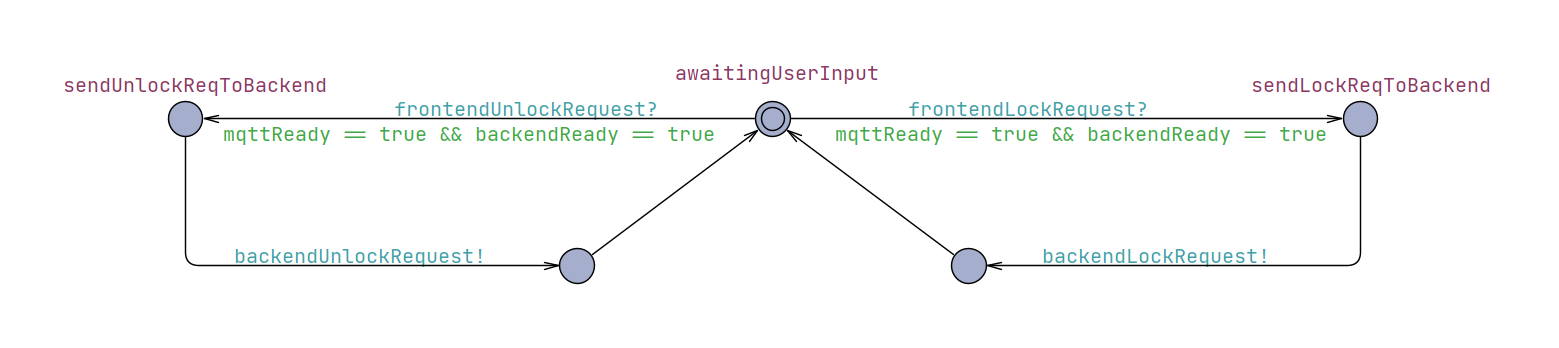 awaitingUserInput
sendUnlockReqToBackend
sendLockReqToBackend
frontendUnlockRequest?
frontendLockRequest?
mqttReady == true && backendReady == true
mqttReady == true && backendReady == true
backendUnlockRequest!
backendLockRequest!